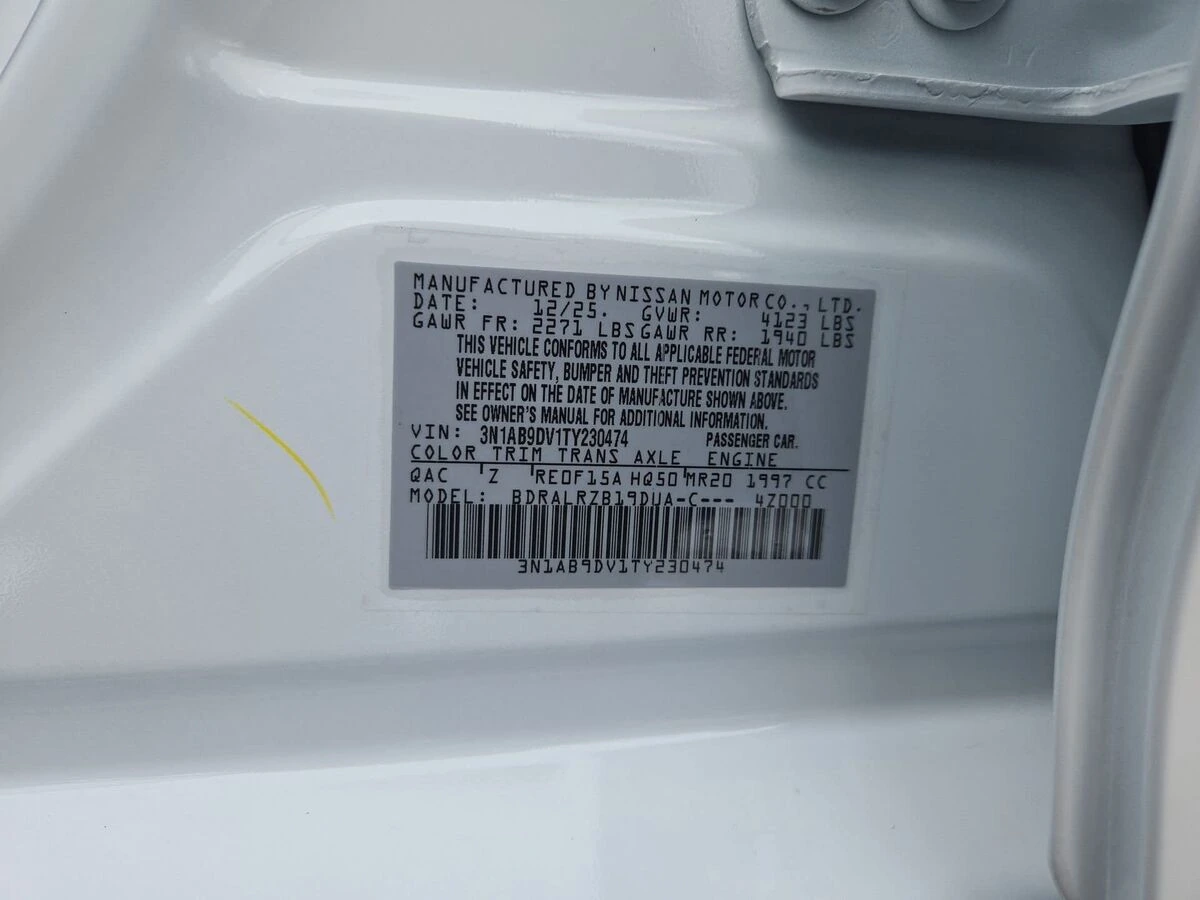 17
MANUFACTURED BY NISSAN MOTOR CO., LTD.
DATE: 12/25. GVWR: 4123 LBS
GAWR FR: 2271 LBS GAWR RR: 1940 LBS
THIS VEHICLE CONFORMS TO ALL APPLICABLE FEDERAL MOTOR
VEHICLE SAFETY, BUMPER AND THEFT PREVENTION STANDARDS
IN EFFECT ON THE DATE OF MANUFACTURE SHOWN ABOVE.
SEE OWNER'S MANUAL FOR ADDITIONAL INFORMATION.
VIN: 3N1AB9DV1TY230474 PASSENGER CAR.
COLOR TRIM TRANS AXLE ENGINE
QAC Z RE0F15A HQ50 MR20 1997 CC
MODEL: BDRALRZB19DUA-C--- 4Z000
3N1AB9DV1TY230474